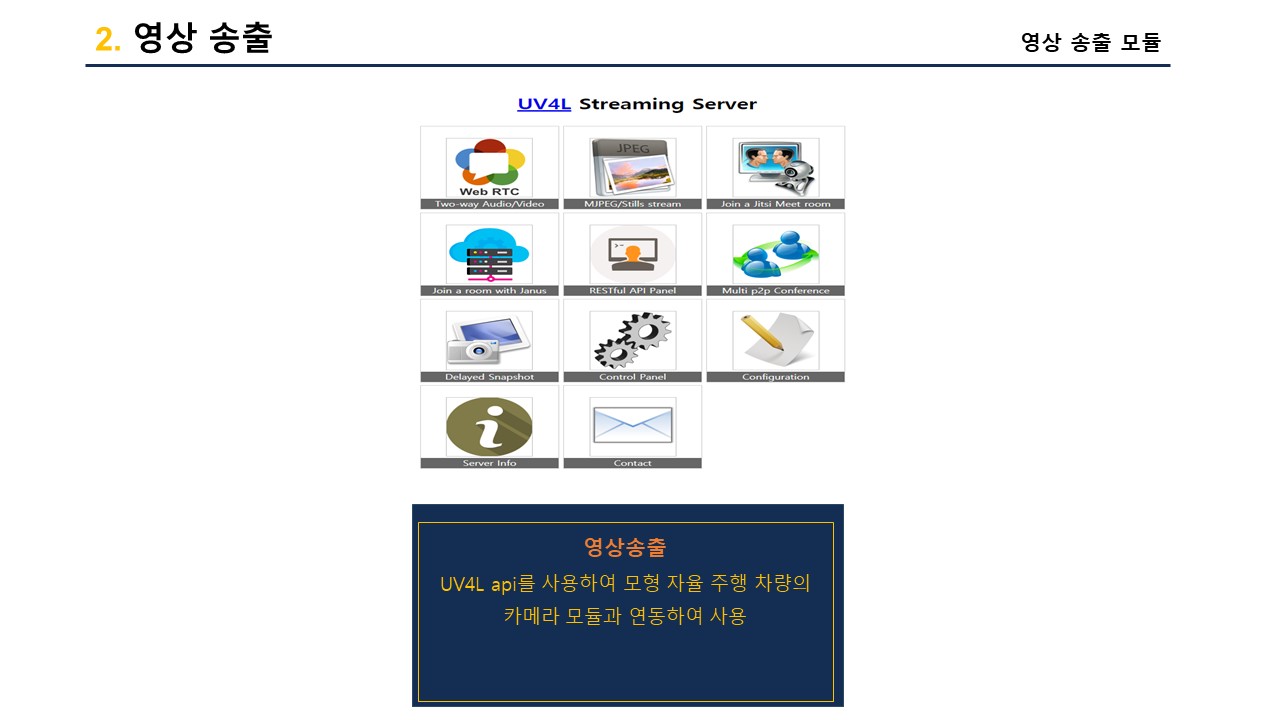 2. 영상 송출
영상 송출 모듈
UV4L Streaming Server
JPEG
Web RTC
Two-way Audio/Video
MJPEG/Stills stream
Join a Jitsi Meet room
Join a room with Janus
RESTful API Panel
Multi p2p Conference
Delayed Snapshot
Control Panel
Configuration
Server Info
Contact
영상송출
UV4L api를 사용하여 모형 자율 주행 차량의
카메라 모듈과 연동하여 사용